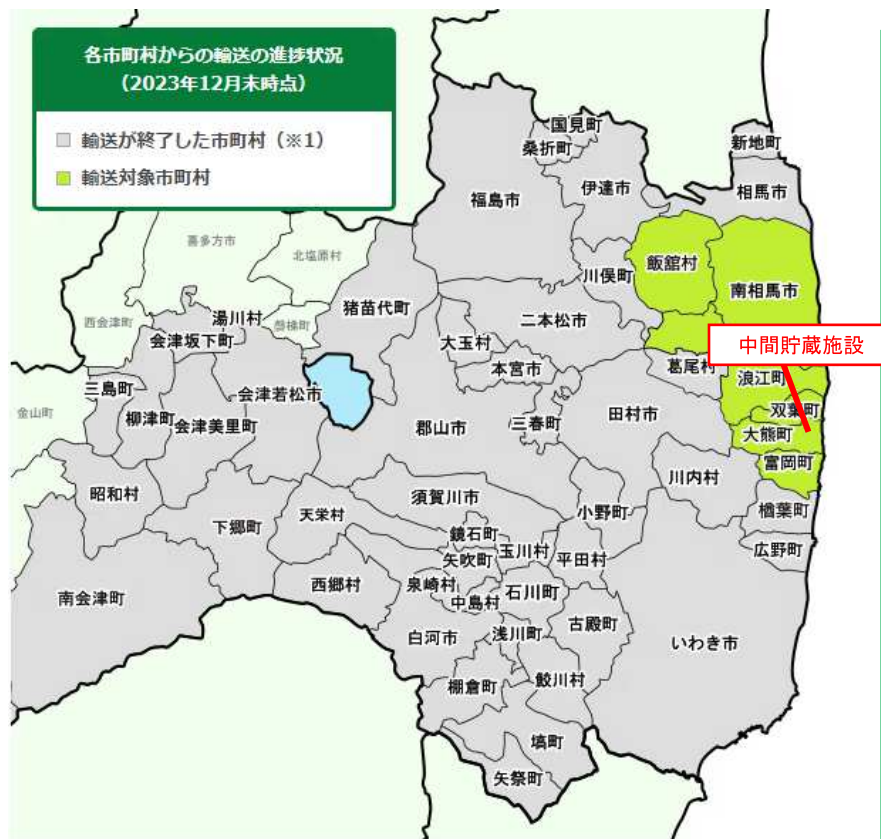 各市町村からの輸送の進捗状況
（2023年12月末時点）
輸送が終了した市町村（※1）
輸送対象市町村
国見町
桑折町
新地町
伊達市
相馬市
福島市
喜多方市
北塩原村
飯舘村
川俣町
南相馬市
猪苗代町
湯川村
西会津町
磐梯町
二本松市
会津坂下町
大玉村
中間貯蔵施設
本宮市
葛尾村
浪江町
三島町
会津若松市
双葉町
金山町
柳津町
会津美里町
郡山市
三春町
田村市
大熊町
富岡町
川内村
昭和村
須賀川市
下郷町
天栄村
小野町
楢葉町
鏡石町
玉川村
広野町
矢吹町
平田村
西郷村
泉崎村
石川町
南会津町
中島村
古殿町
白河市
浅川町
いわき市
棚倉町
鮫川村
塙町
矢祭町